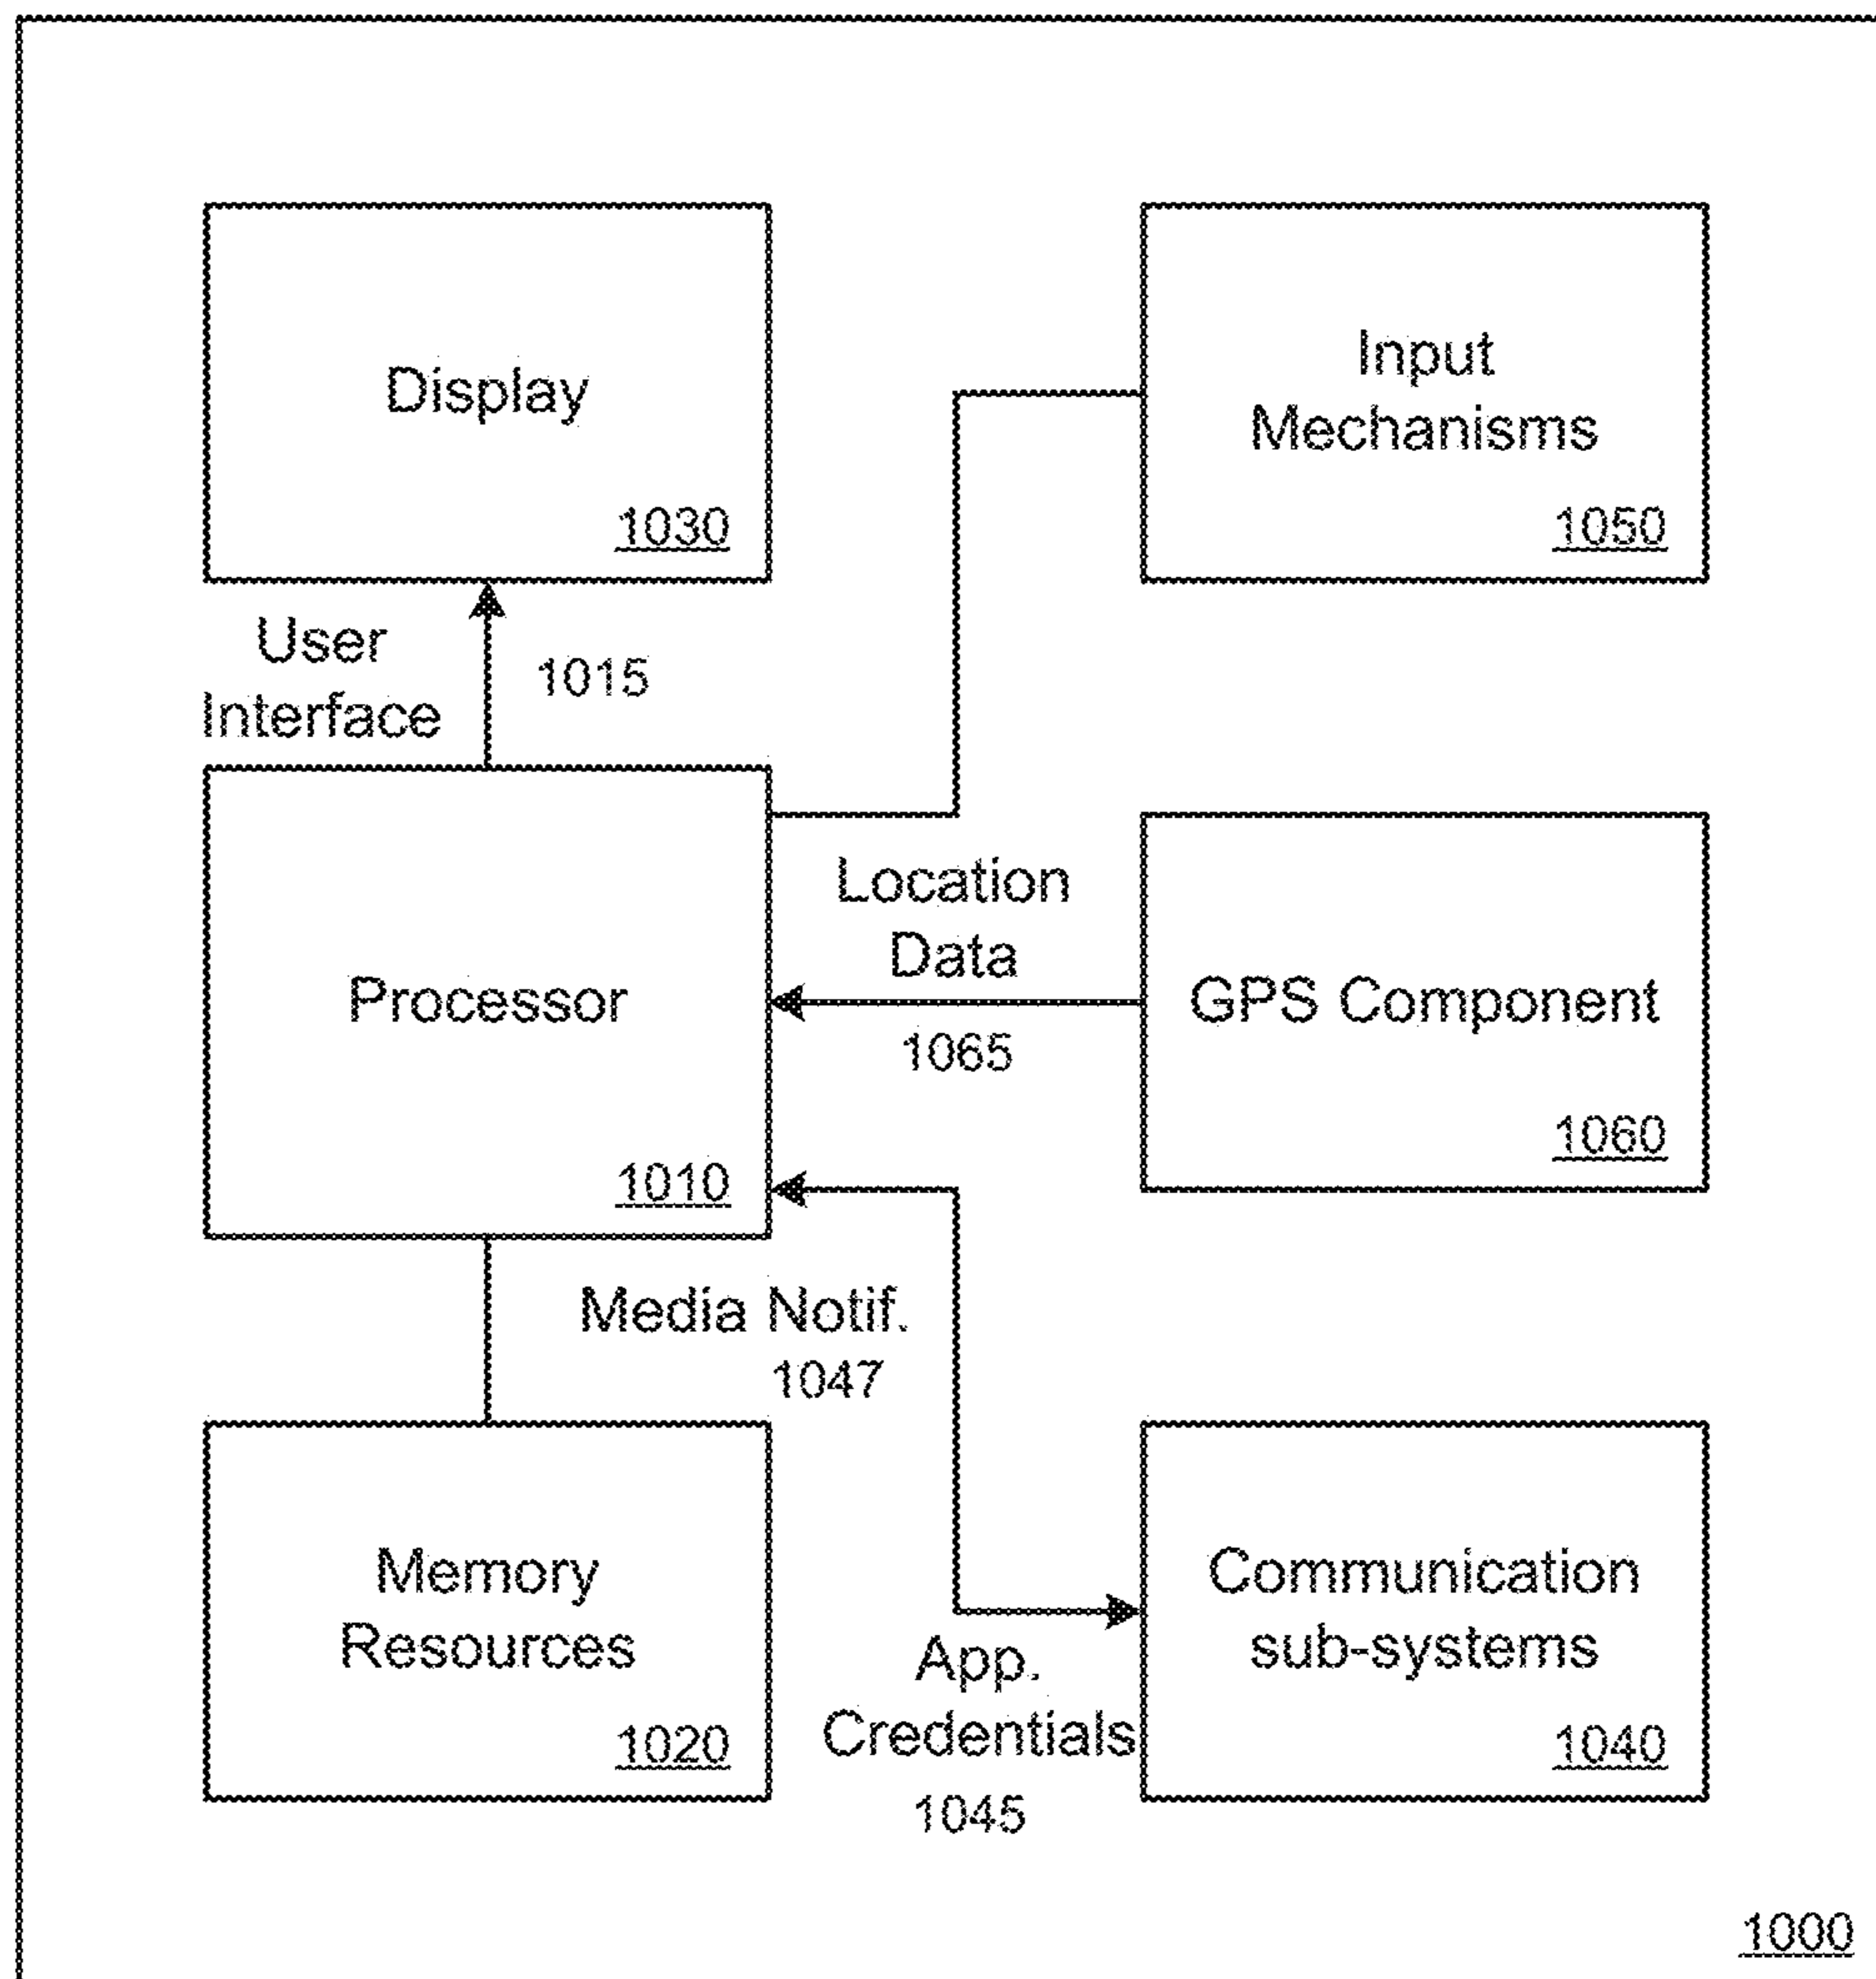 Display
1030
Input
Mechanisms
1050
User
Interface
1015
Processor
1010
Location
Data
1065
GPS Component
1060
Media Notif.
1047
Memory
Resources
1020
App.
Credentials
1045
Communication
sub-systems
1040
1000